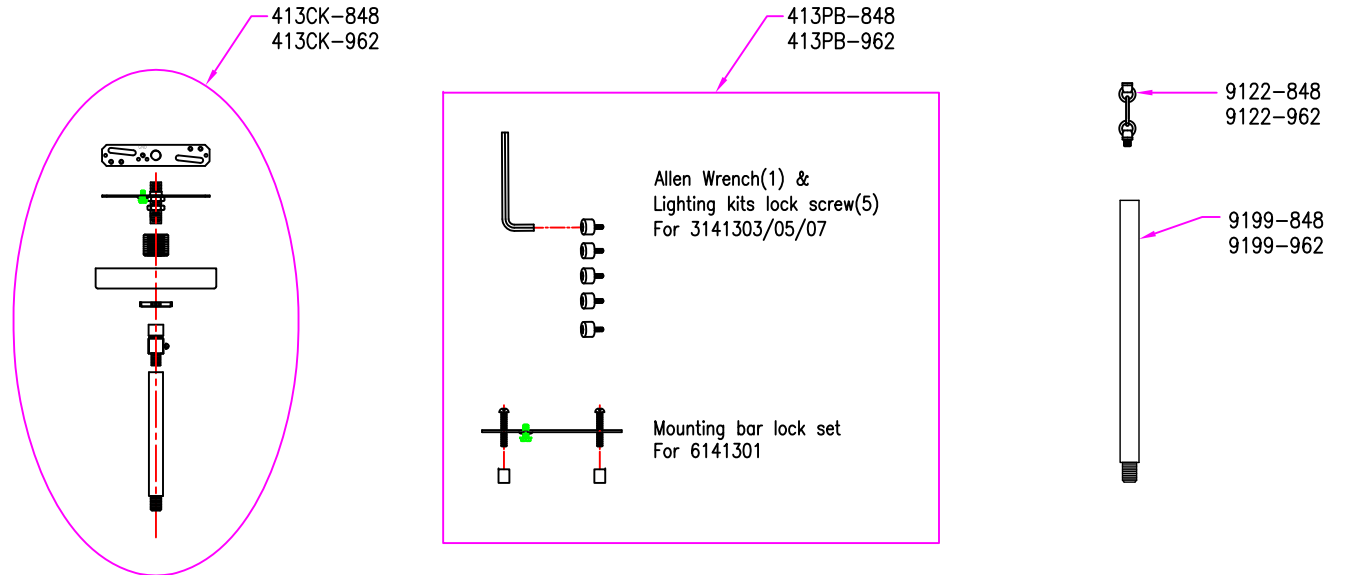 413CK-848
413CK-962
413PB-848
413PB-962
9122-848
9122-962
Allen Wrench(1) &
Lighting kits lock screw(5)
For 3141303/05/07
9199-848
9199-962
Mounting bar lock set
For 6141301